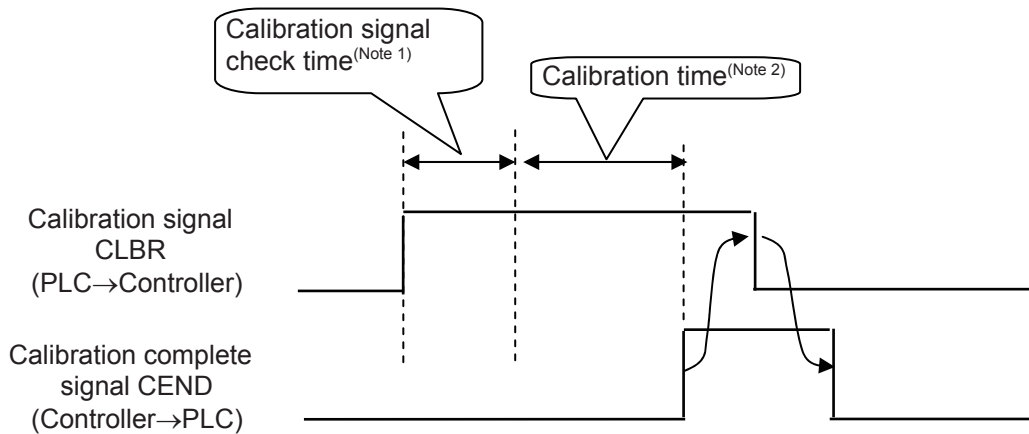 Calibration signal
check time(Note 1)
Calibration time(Note 2)
Calibration signal
CLBR
(PLC→Controller)
Calibration complete
signal CEND
(Controller→PLC)